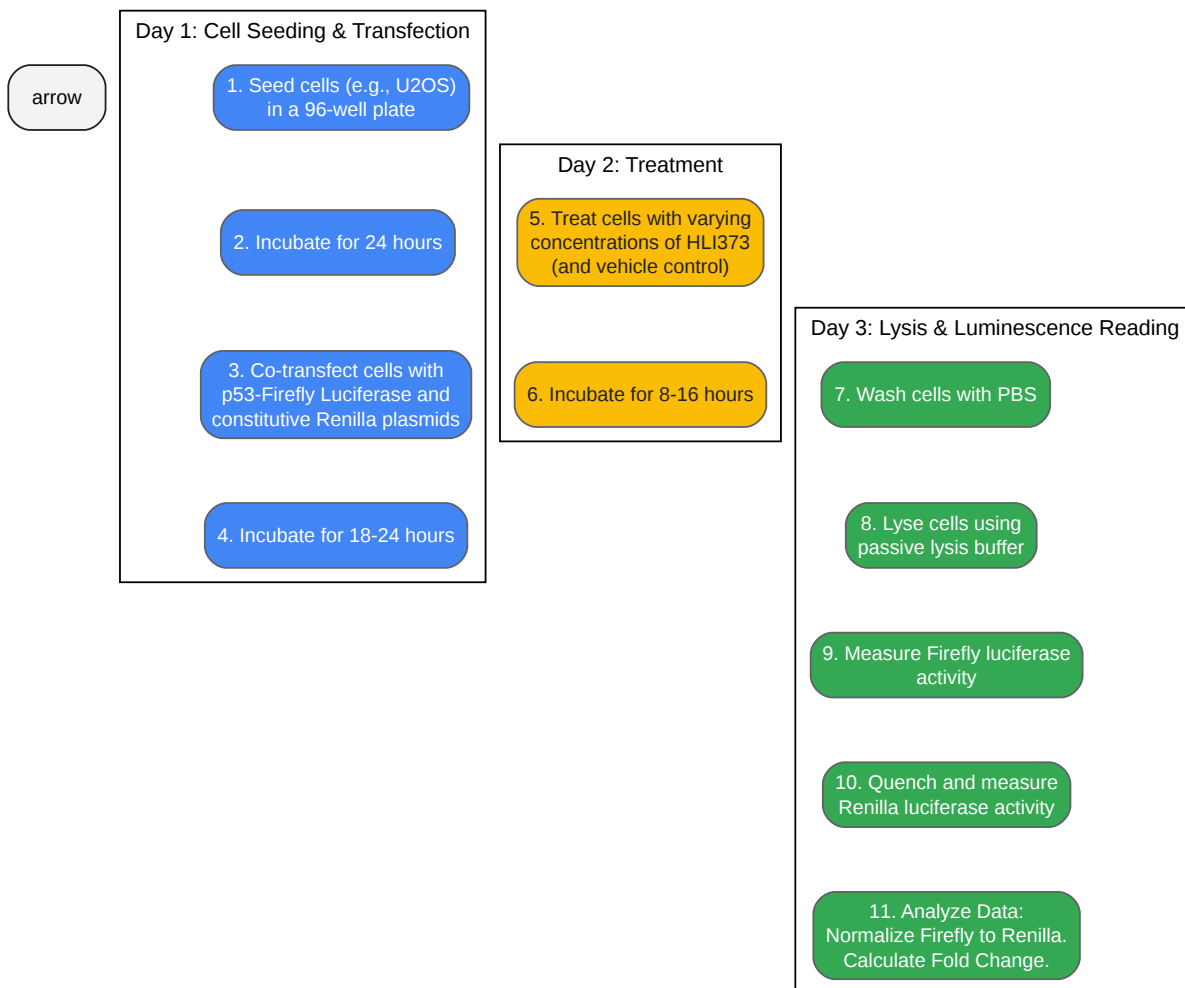 arrow
Day 1: Cell Seeding & Transfection
1. Seed cells (e.g., U2OS)
in a 96-well plate
2. Incubate for 24 hours
3. Co-transfect cells with
p53-Firefly Luciferase and
constitutive Renilla plasmids
4. Incubate for 18-24 hours
Day 2: Treatment
5. Treat cells with varying
concentrations of HLI373
(and vehicle control)
6. Incubate for 8-16 hours
Day 3: Lysis & Luminescence Reading
7. Wash cells with PBS
8. Lyse cells using
passive lysis buffer
9. Measure Firefly luciferase
activity
10. Quench and measure
Renilla luciferase activity
11. Analyze Data:
Normalize Firefly to Renilla.
Calculate Fold Change.